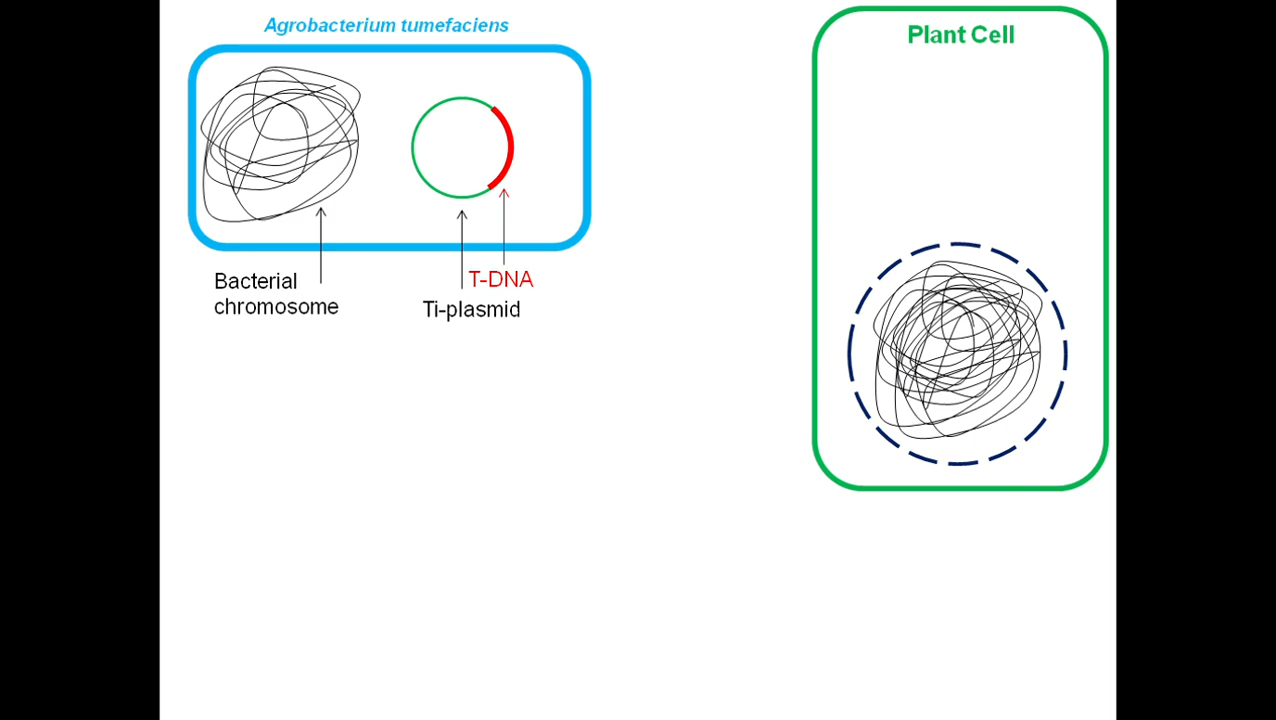 Agrobacterium tumefaciens
Plant Cell
Bacterial
chromosome
T-DNA
Ti-plasmid